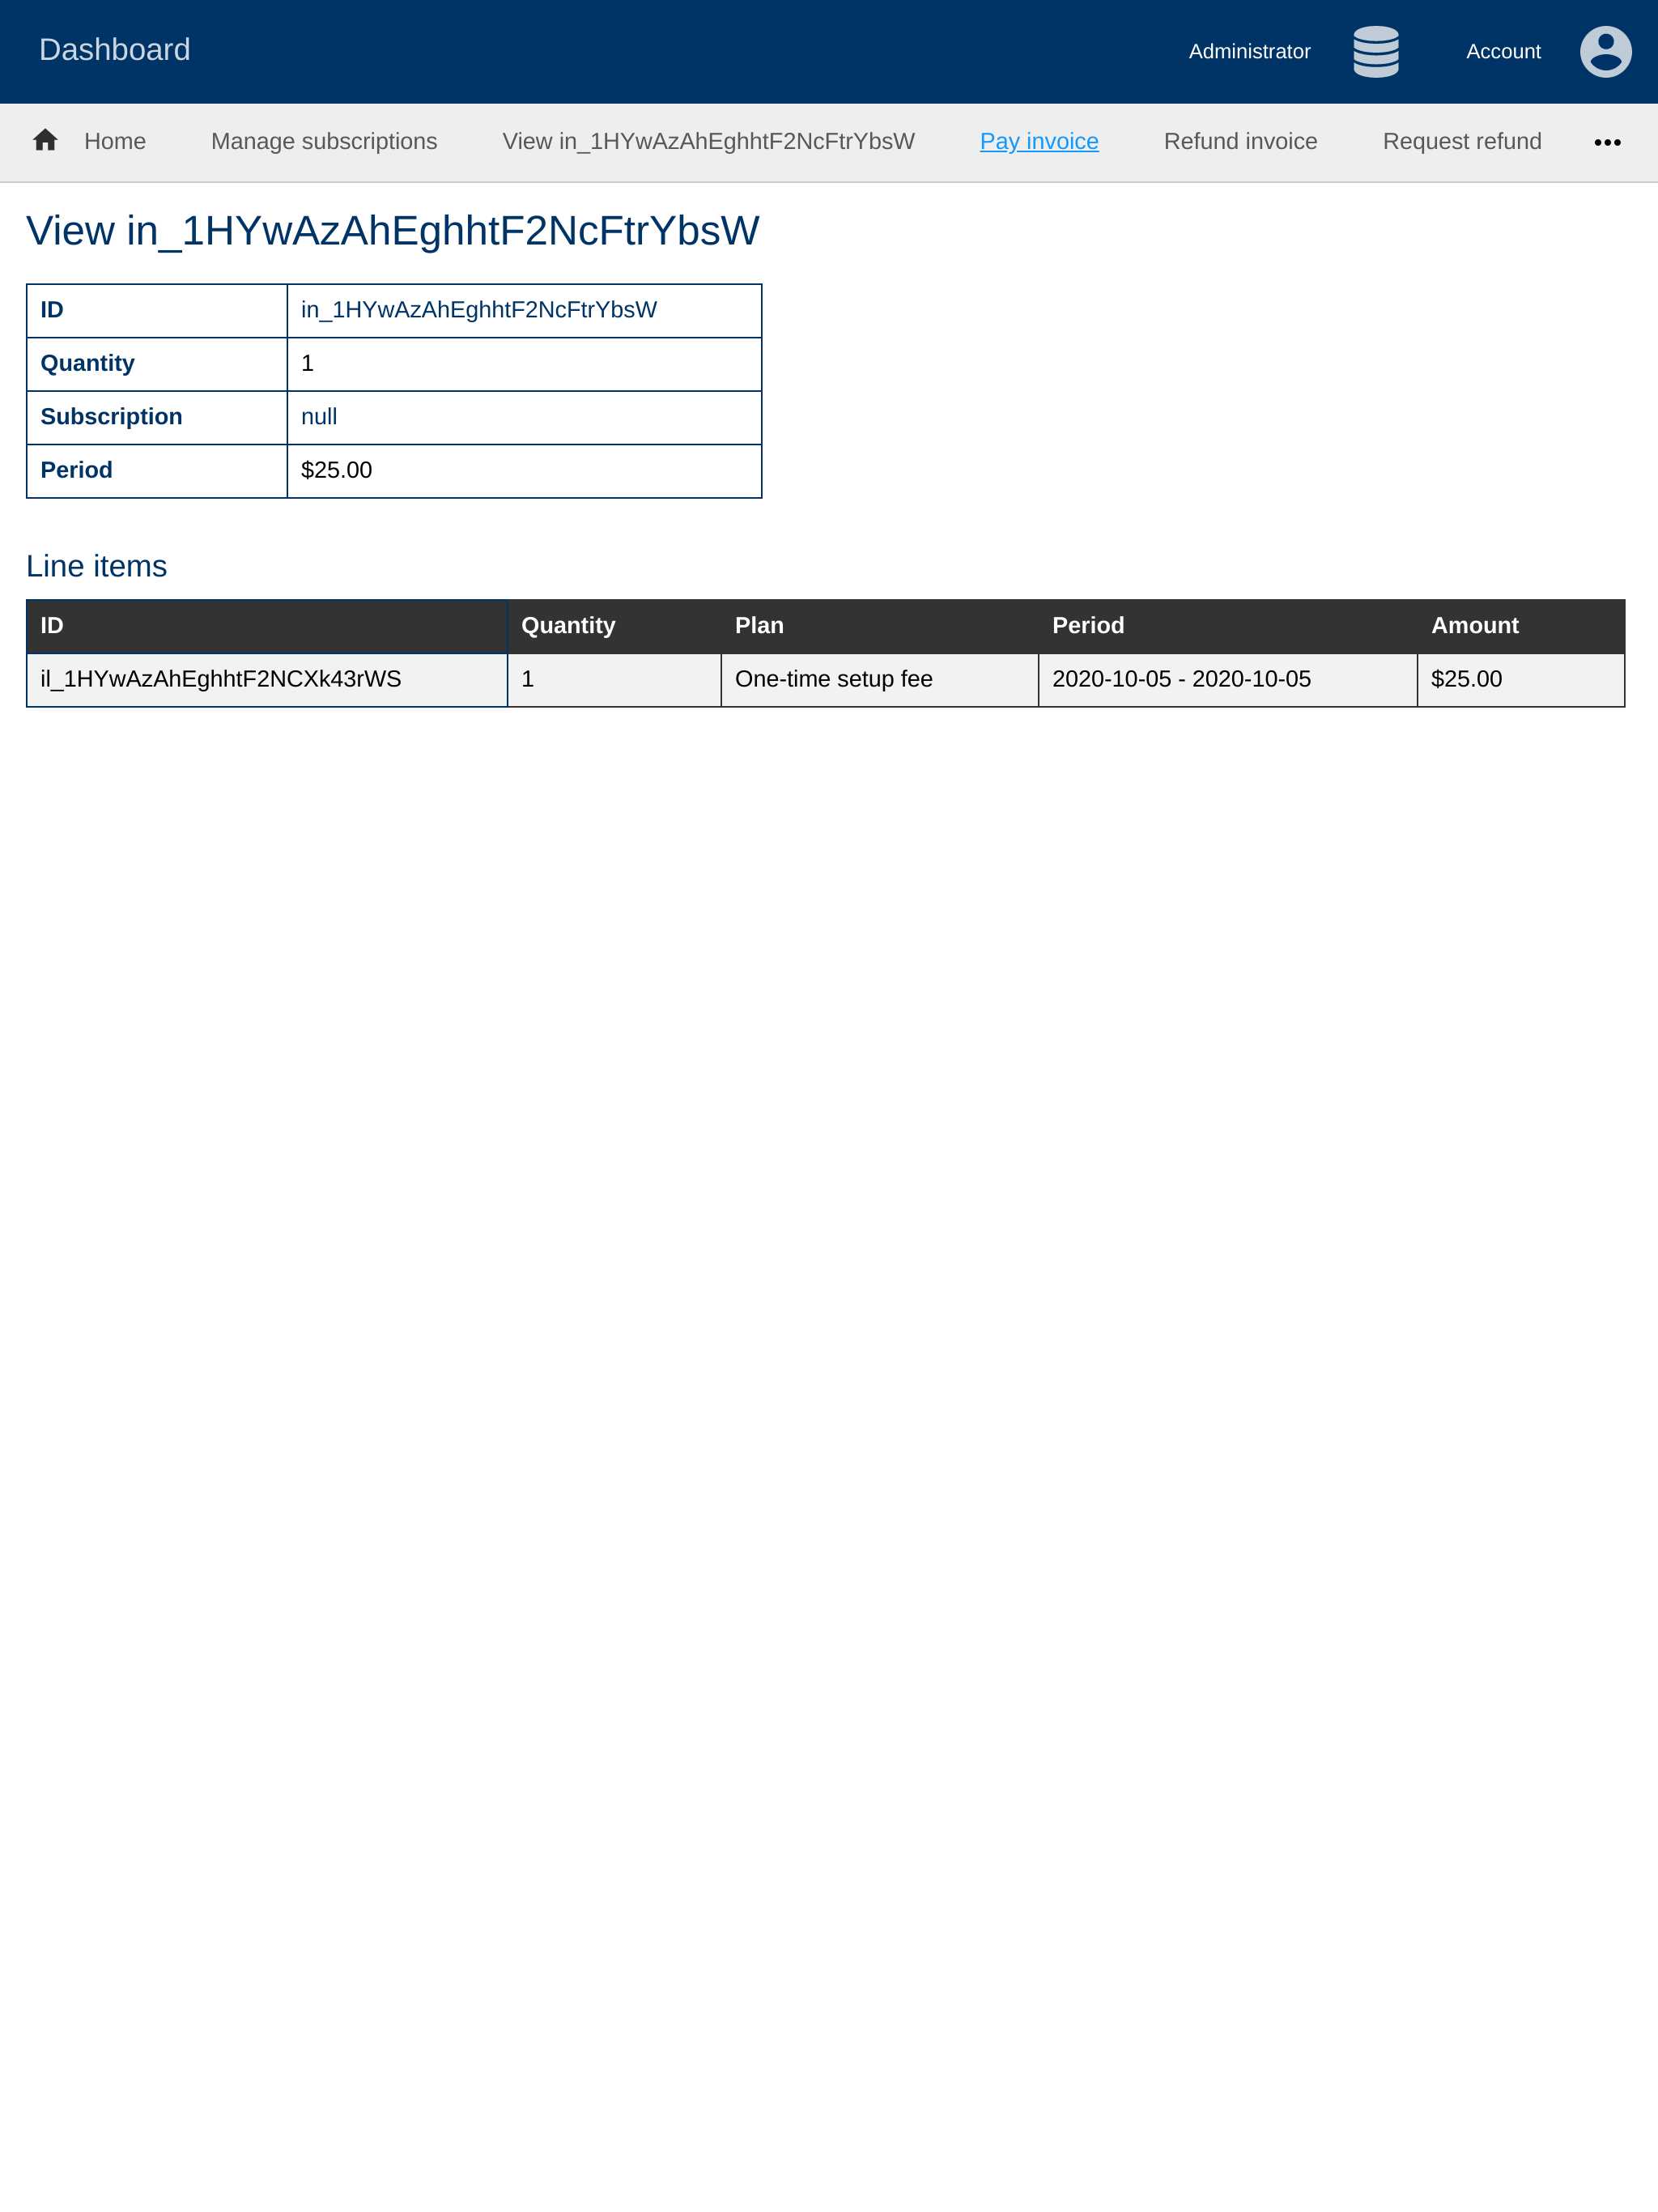 Dashboard Administrator Account
Home Manage subscriptions View in_1HYwAzAhEghhtF2NcFtrYbsW Pay invoice Refund invoice Request refund
View in_1HYwAzAhEghhtF2NcFtrYbsW
ID in_1HYwAzAhEghhtF2NcFtrYbsW
Quantity 1
Subscription null
Period $25.00
Line items
ID Quantity Plan Period Amount
il_1HYwAzAhEghhtF2NCXk43rWS 1 One-time setup fee 2020-10-05 - 2020-10-05 $25.00